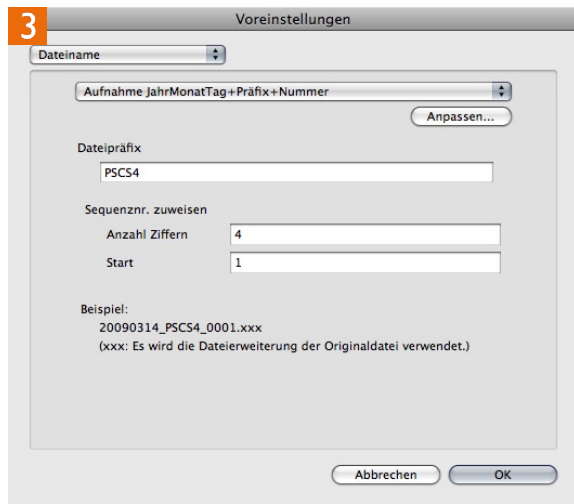 3
Voreinstellungen
Dateiname
Aufnahme JahrMonatTag+Präfix+Nummer
Anpassen...
Dateipräfix
PSCS4
Sequenznr. zuweisen
Anzahl Ziffern 4
Start 1
Beispiel:
20090314_PSCS4_0001.xxx
(xxx: Es wird die Dateierweiterung der Originaldatei verwendet.)
Abbrechen OK